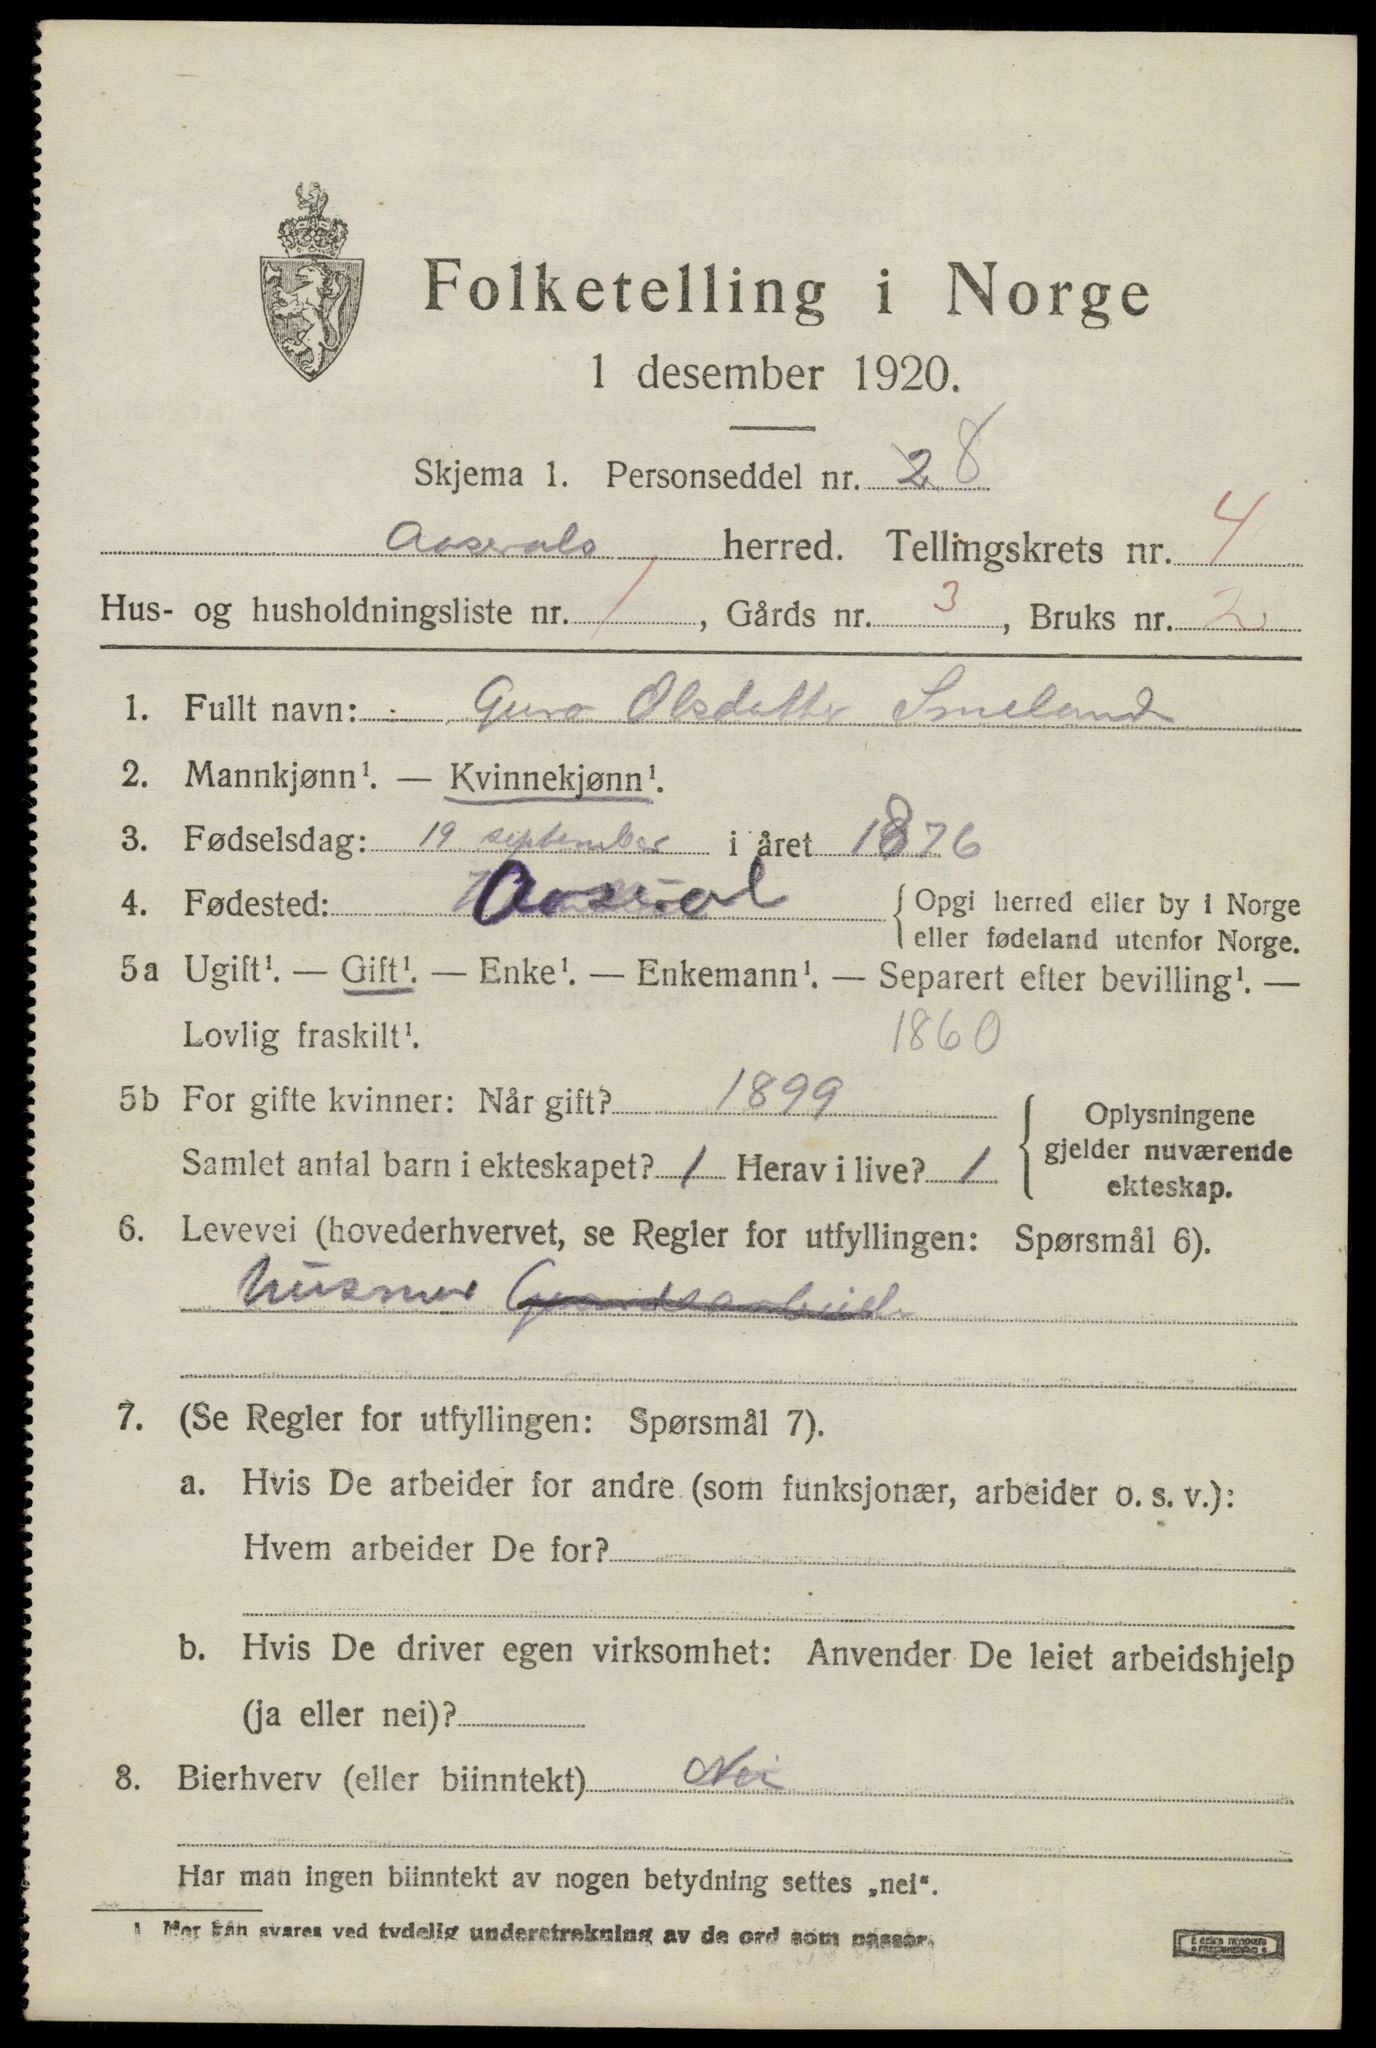 Folketelling i Norge
1 desember 1920.
Skjema 1. Personseddel nr. 2 8
Aaserals herred. Tellingskrets nr. 4
Hus- og husholdningsliste nr. 1, Gårds nr. 3, Bruks nr. 2
1. Fullt navn: Guro Olsdatter Smeland
2. Mannkjønn¹. — Kvinnekjønn¹.
3. Fødselsdag: 19 september i året 1876
4. Fødested: Aaseral { Opgi herred eller by i Norge
eller fødeland utenfor Norge.
5a Ugift¹. — Gift¹. — Enke¹. — Enkemann¹. — Separert efter bevilling¹. —
Lovlig fraskilt¹. 1860
5b For gifte kvinner: Når gift? 1899
Samlet antal barn i ekteskapet? 1 Herav i live? 1
{ Oplysningene
gjelder nuværende
ekteskap.
6. Levevei (hovederhvervet, se Regler for utfyllingen: Spørsmål 6).
husmor Gaardsarbeide
7. (Se Regler for utfyllingen: Spørsmål 7).
a. Hvis De arbeider for andre (som funksjonær, arbeider o. s. v.):
Hvem arbeider De for?
b. Hvis De driver egen virksomhet: Anvender De leiet arbeidshjelp
(ja eller nei)?
8. Bierhverv (eller biinntekt) Nei
Har man ingen biinntekt av nogen betydning settes „nei“.
1 Her kan svares ved tydelig understrekning av de ord som passer.